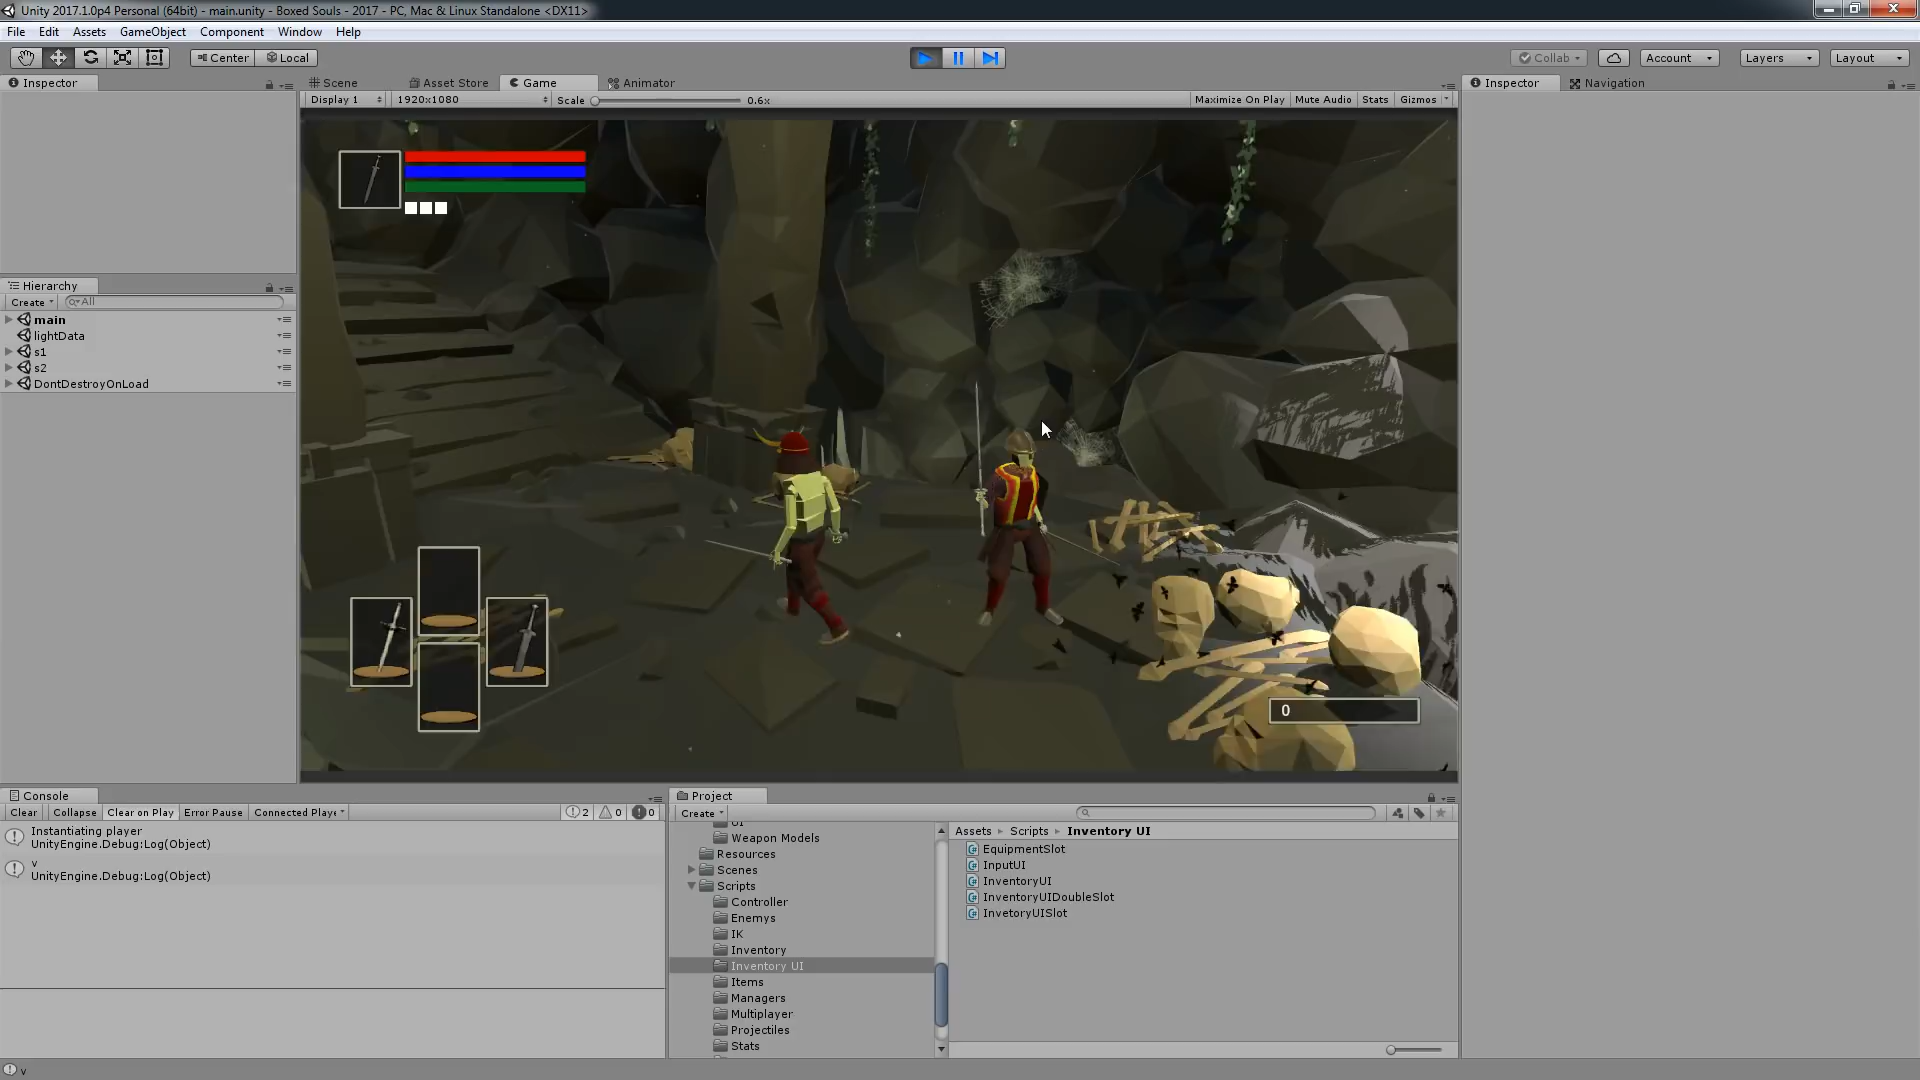 Unity 2017.1.0p4 Personal (64bit) - main.unity - Boxed Souls - 2017 - PC, Mac & Linux Standalone <DX11>
File Edit Assets GameObject Component Window Help
Center Local Collab Account Layers Layout
Inspector Scene Asset Store Game Animator Inspector Navigation
Display 1 1920x1080 Scale 0.6x Maximize On Play Mute Audio Stats Gizmos
Hierarchy
Create All
main
lightData
s1
s2
DontDestroyOnLoad
0
Console
Clear Collapse Clear on Play Error Pause Connected Playe 2 0 0
Instantiating player
UnityEngine.Debug:Log(Object)
v
UnityEngine.Debug:Log(Object)
Project
Create
UI
Weapon Models
Resources
Scenes
Scripts
Controller
Enemys
IK
Inventory
Inventory UI
Items
Managers
Multiplayer
Projectiles
Stats
Assets Scripts Inventory UI
EquipmentSlot
InputUI
InventoryUI
InventoryUIDoubleSlot
InvetoryUISlot
v